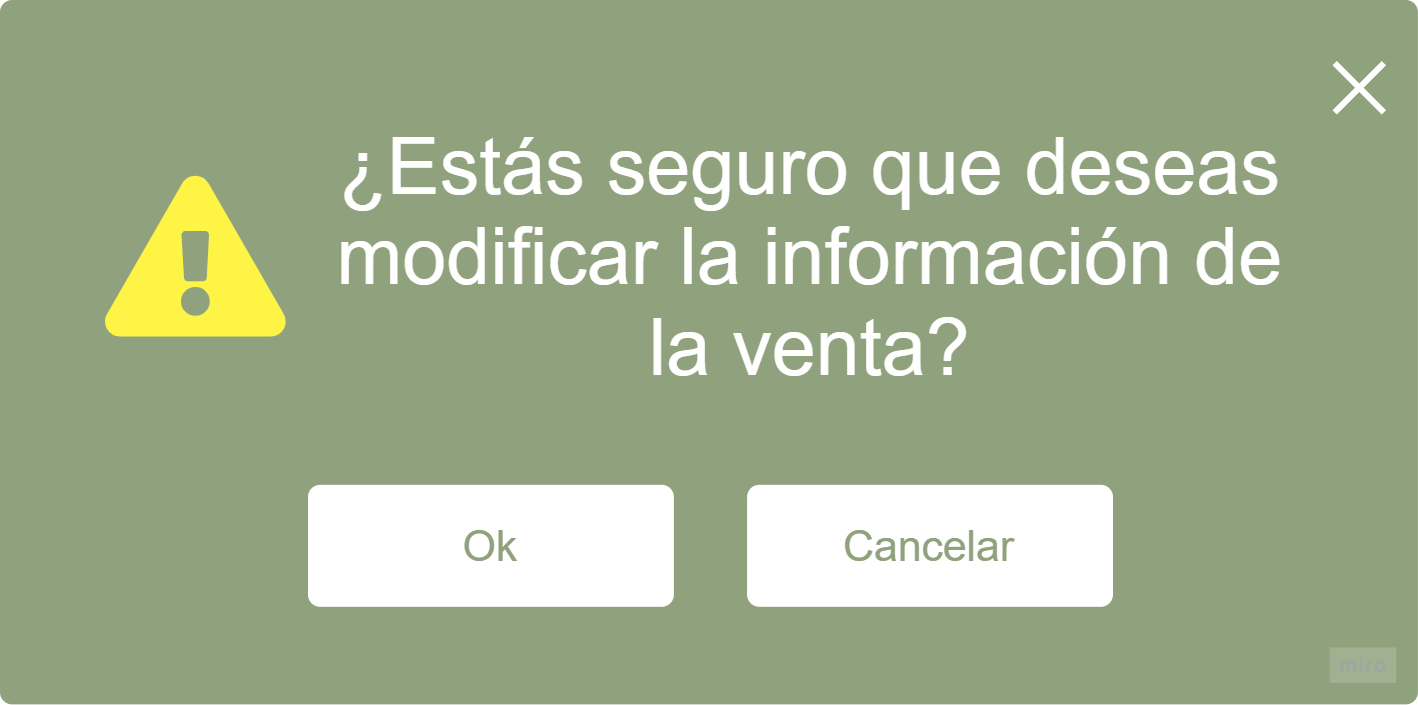 ¿Estás seguro que deseas
modificar la información de
la venta?
Ok
Cancelar
miro